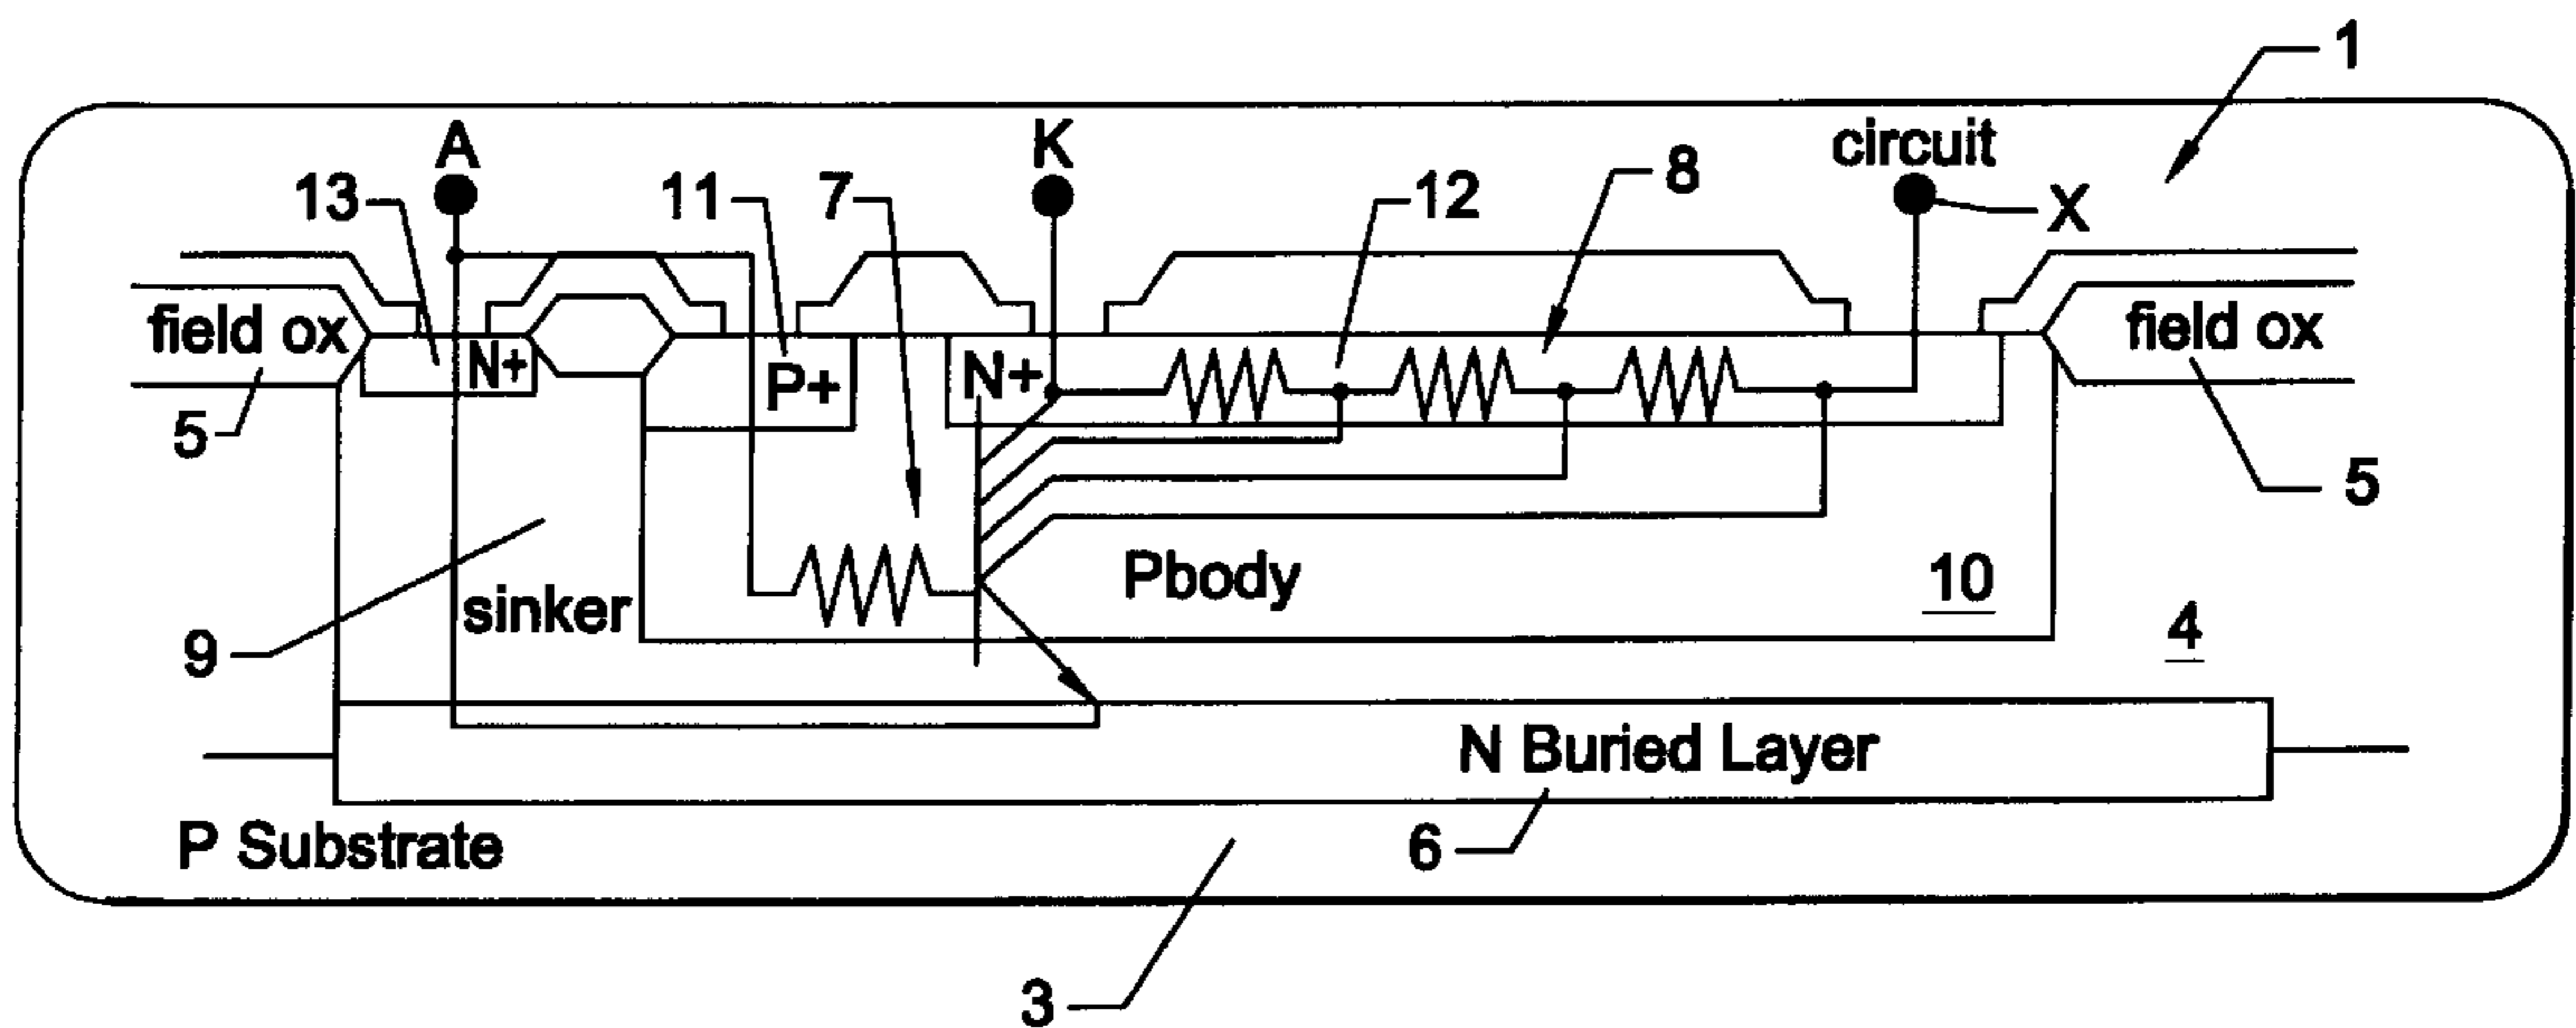 1
A
K
circuit
13
11
7
12
8
X
field ox
N+
P+
N+
field ox
5
5
Pbody
10
sinker
9
4
N Buried Layer
P Substrate
6
3